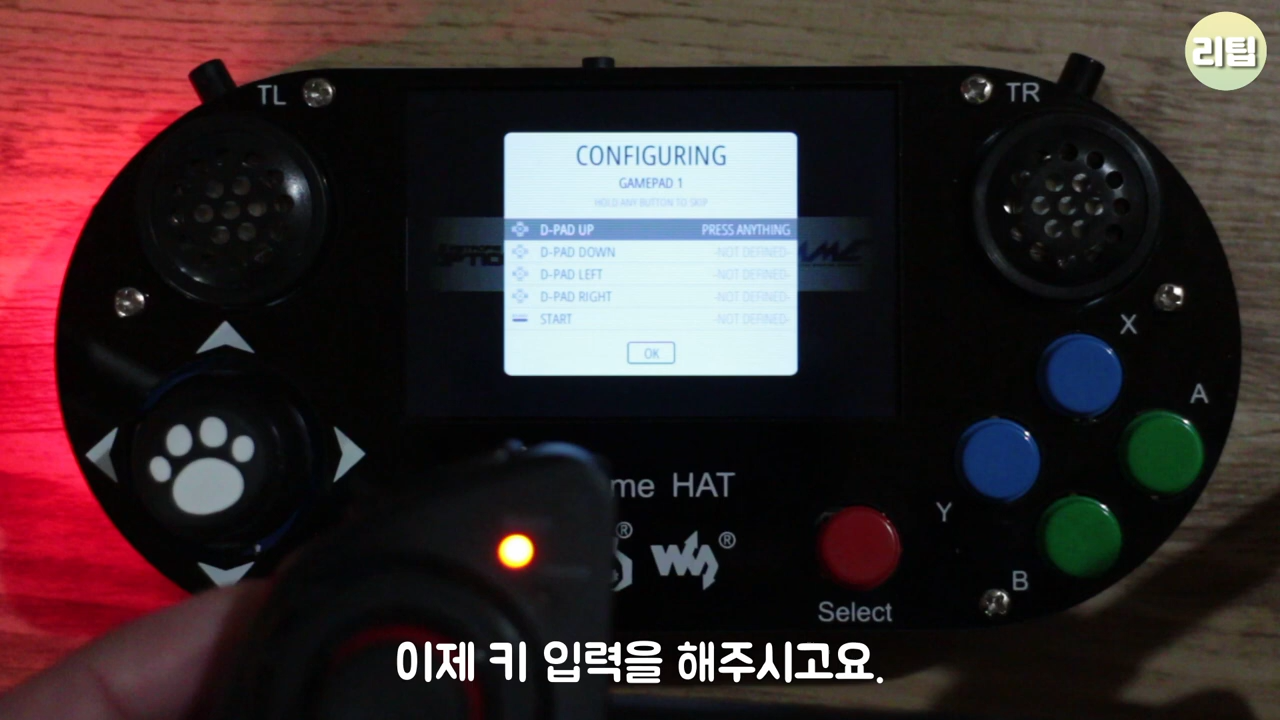 리팁
TL
TR
CONFIGURING
GAMEPAD 1
HOLD ANY BUTTON TO SKIP
D-PAD UP PRESS ANYTHING
D-PAD DOWN -NOT DEFINED-
D-PAD LEFT -NOT DEFINED-
D-PAD RIGHT -NOT DEFINED-
START -NOT DEFINED-
OK
X
A
Y
B
me HAT
® ®
Select
이제 키 입력을 해주시고요.